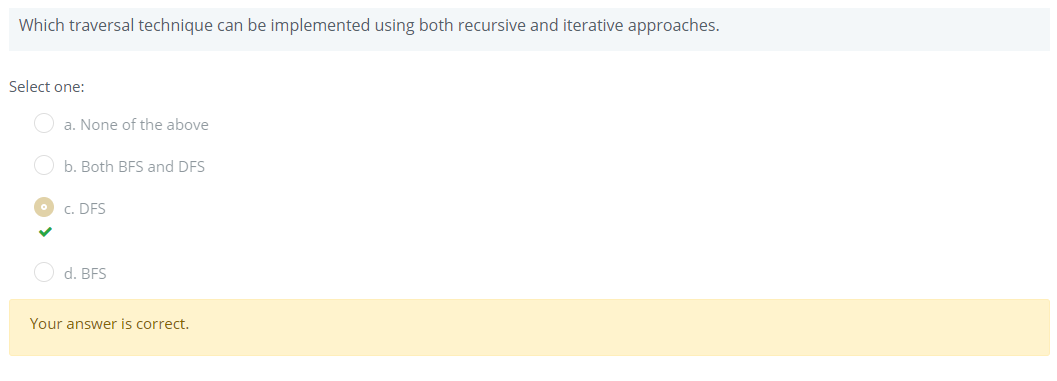 Which traversal technique can be implemented using both recursive and iterative approaches.
Select one:
a. None of the above
b. Both BFS and DFS
c. DFS
d. BFS
Your answer is correct.